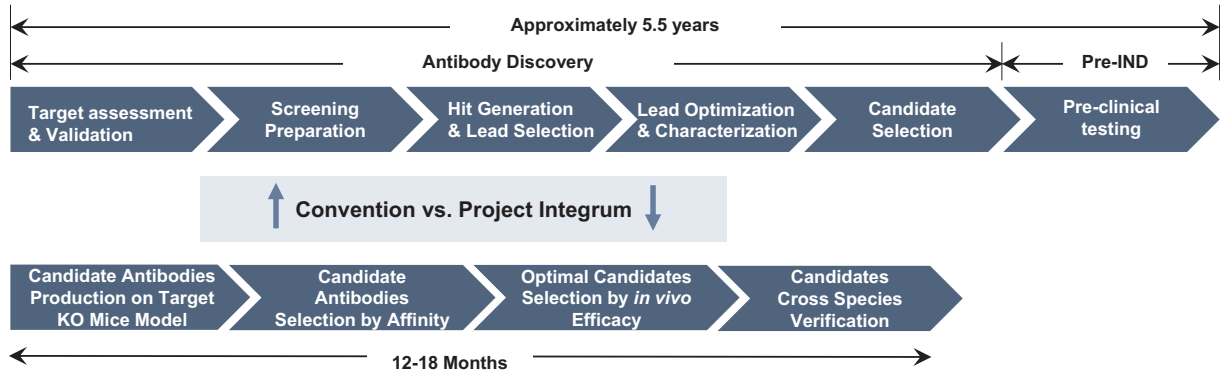 Approximately 5.5 years
Antibody Discovery
Pre-IND
Target assessment
& Validation
Screening
Preparation
Hit Generation
& Lead Selection
Lead Optimization
& Characterization
Candidate
Selection
Pre-clinical
testing
Convention vs. Project Integrum
Candidate Antibodies
Production on Target
KO Mice Model
Candidate
Antibodies
Selection by Affinity
Optimal Candidates
Selection by in vivo
Efficacy
Candidates
Cross Species
Verification
12-18 Months